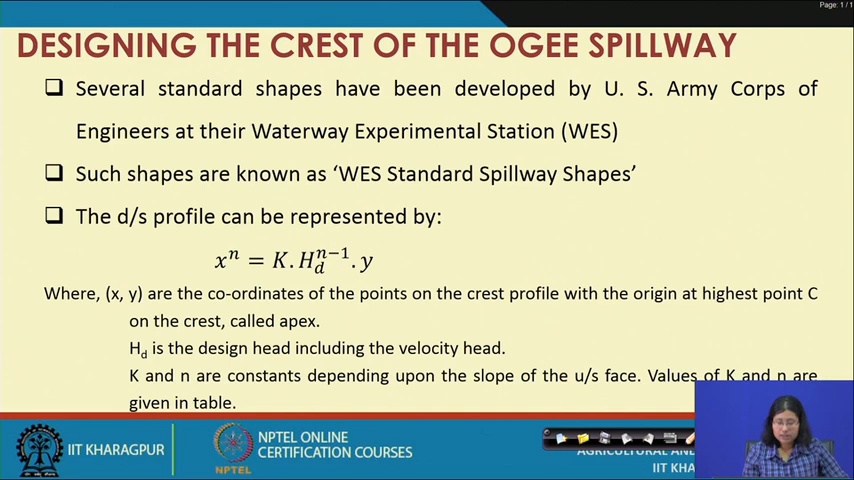 Page: 1 / 1
DESIGNING THE CREST OF THE OGEE SPILLWAY
❑ Several standard shapes have been developed by U. S. Army Corps of
Engineers at their Waterway Experimental Station (WES)
❑ Such shapes are known as ‘WES Standard Spillway Shapes’
❑ The d/s profile can be represented by:
xⁿ = K. H_d^{n−1}. y
Where, (x, y) are the co-ordinates of the points on the crest profile with the origin at highest point C
on the crest, called apex.
H_d is the design head including the velocity head.
K and n are constants depending upon the slope of the u/s face. Values of K and n are
given in table.
IIT KHARAGPUR
NPTEL
NPTEL ONLINE
CERTIFICATION COURSES
AGRICULTURAL AN
IIT KHA